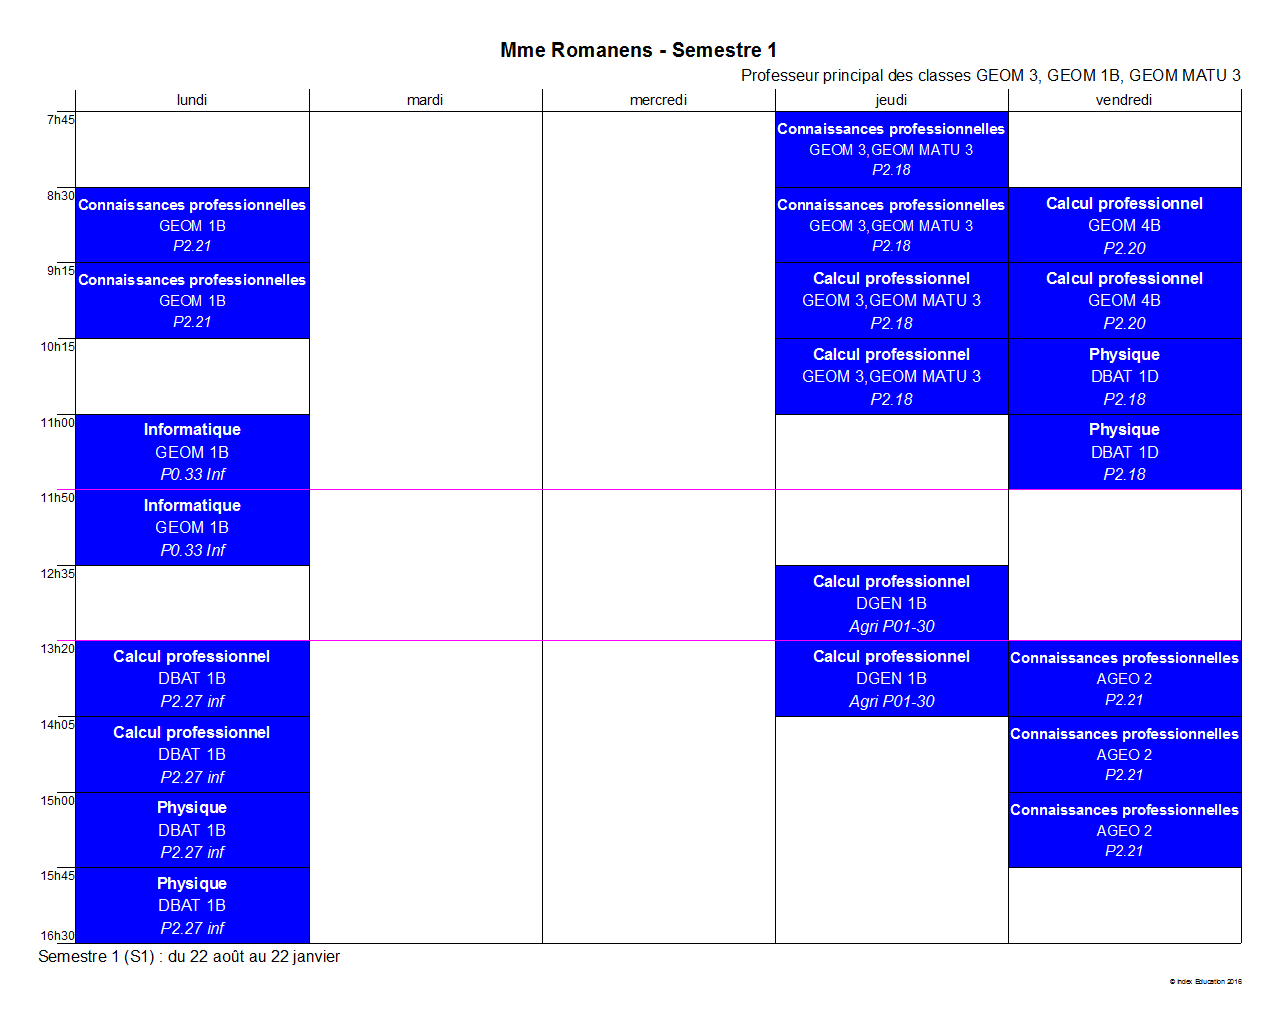 Mme Romanens - Semestre 1
Professeur principal des classes GEOM 3, GEOM 1B, GEOM MATU 3
lundi mardi mercredi jeudi vendredi
7h45
Connaissances professionnelles
GEOM 3,GEOM MATU 3
P2.18
8h30
Connaissances professionnelles Connaissances professionnelles Calcul professionnel
GEOM 1B GEOM 3,GEOM MATU 3 GEOM 4B
P2.21 P2.18 P2.20
9h15
Connaissances professionnelles Calcul professionnel Calcul professionnel
GEOM 1B GEOM 3,GEOM MATU 3 GEOM 4B
P2.21 P2.18 P2.20
10h15
Calcul professionnel Physique
GEOM 3,GEOM MATU 3 DBAT 1D
P2.18 P2.18
11h00
Informatique Physique
GEOM 1B DBAT 1D
P0.33 Inf P2.18
11h50
Informatique
GEOM 1B
P0.33 Inf
12h35
Calcul professionnel
DGEN 1B
Agri P01-30
13h20
Calcul professionnel Calcul professionnel Connaissances professionnelles
DBAT 1B DGEN 1B AGEO 2
P2.27 inf Agri P01-30 P2.21
14h05
Calcul professionnel Connaissances professionnelles
DBAT 1B AGEO 2
P2.27 inf P2.21
15h00
Physique Connaissances professionnelles
DBAT 1B AGEO 2
P2.27 inf P2.21
15h45
Physique
DBAT 1B
P2.27 inf
16h30
Semestre 1 (S1) : du 22 août au 22 janvier
© Index Education 2016